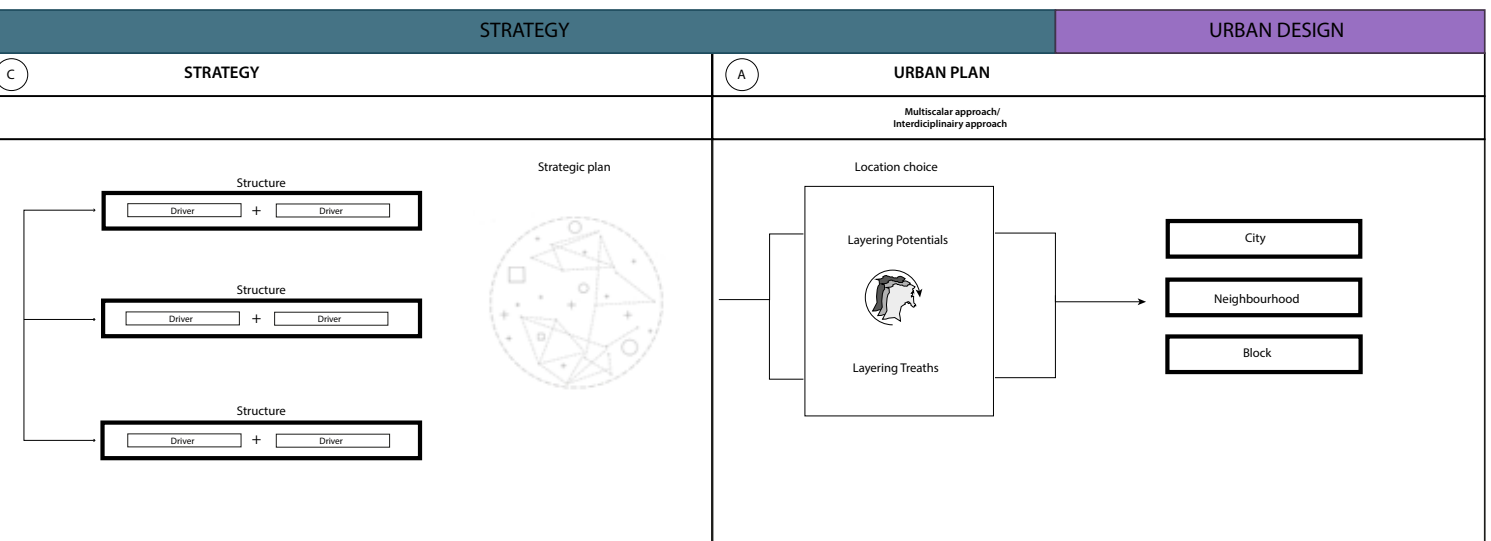 STRATEGY
URBAN DESIGN
C
STRATEGY
A
URBAN PLAN
Multiscalar approach/
Interdiciplinairy approach
Strategic plan
Structure
Driver + Driver
Structure
Driver + Driver
Structure
Driver + Driver
Location choice
Layering Potentials
Layering Treaths
City
Neighbourhood
Block